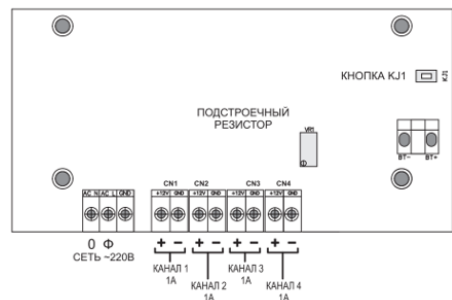 КНОПКА KJ1
KJ1
ПОДСТРОЕЧНЫЙ
РЕЗИСТОР
VR1
BT- BT+
CN1 CN2 CN3 CN4
AC N AC L GND +12V GND +12V GND +12V GND +12V GND
0 Ф + − + − + − + −
СЕТЬ ~220В
КАНАЛ 1 КАНАЛ 3
1А 1А
КАНАЛ 2 КАНАЛ 4
1А 1А